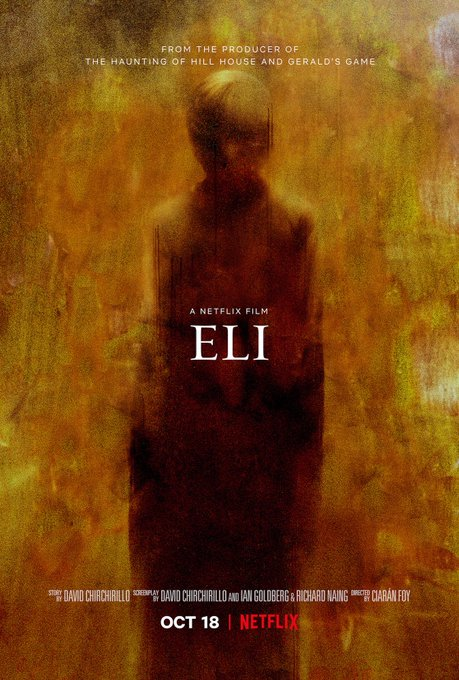 FROM THE PRODUCER OF
THE HAUNTING OF HILL HOUSE AND GERALD'S GAME
A NETFLIX FILM
ELI
STORY BY DAVID CHIRCHIRILLO SCREENPLAY BY DAVID CHIRCHIRILLO AND IAN GOLDBERG & RICHARD NAING DIRECTED BY CIARÁN FOY
OCT 18 | NETFLIX